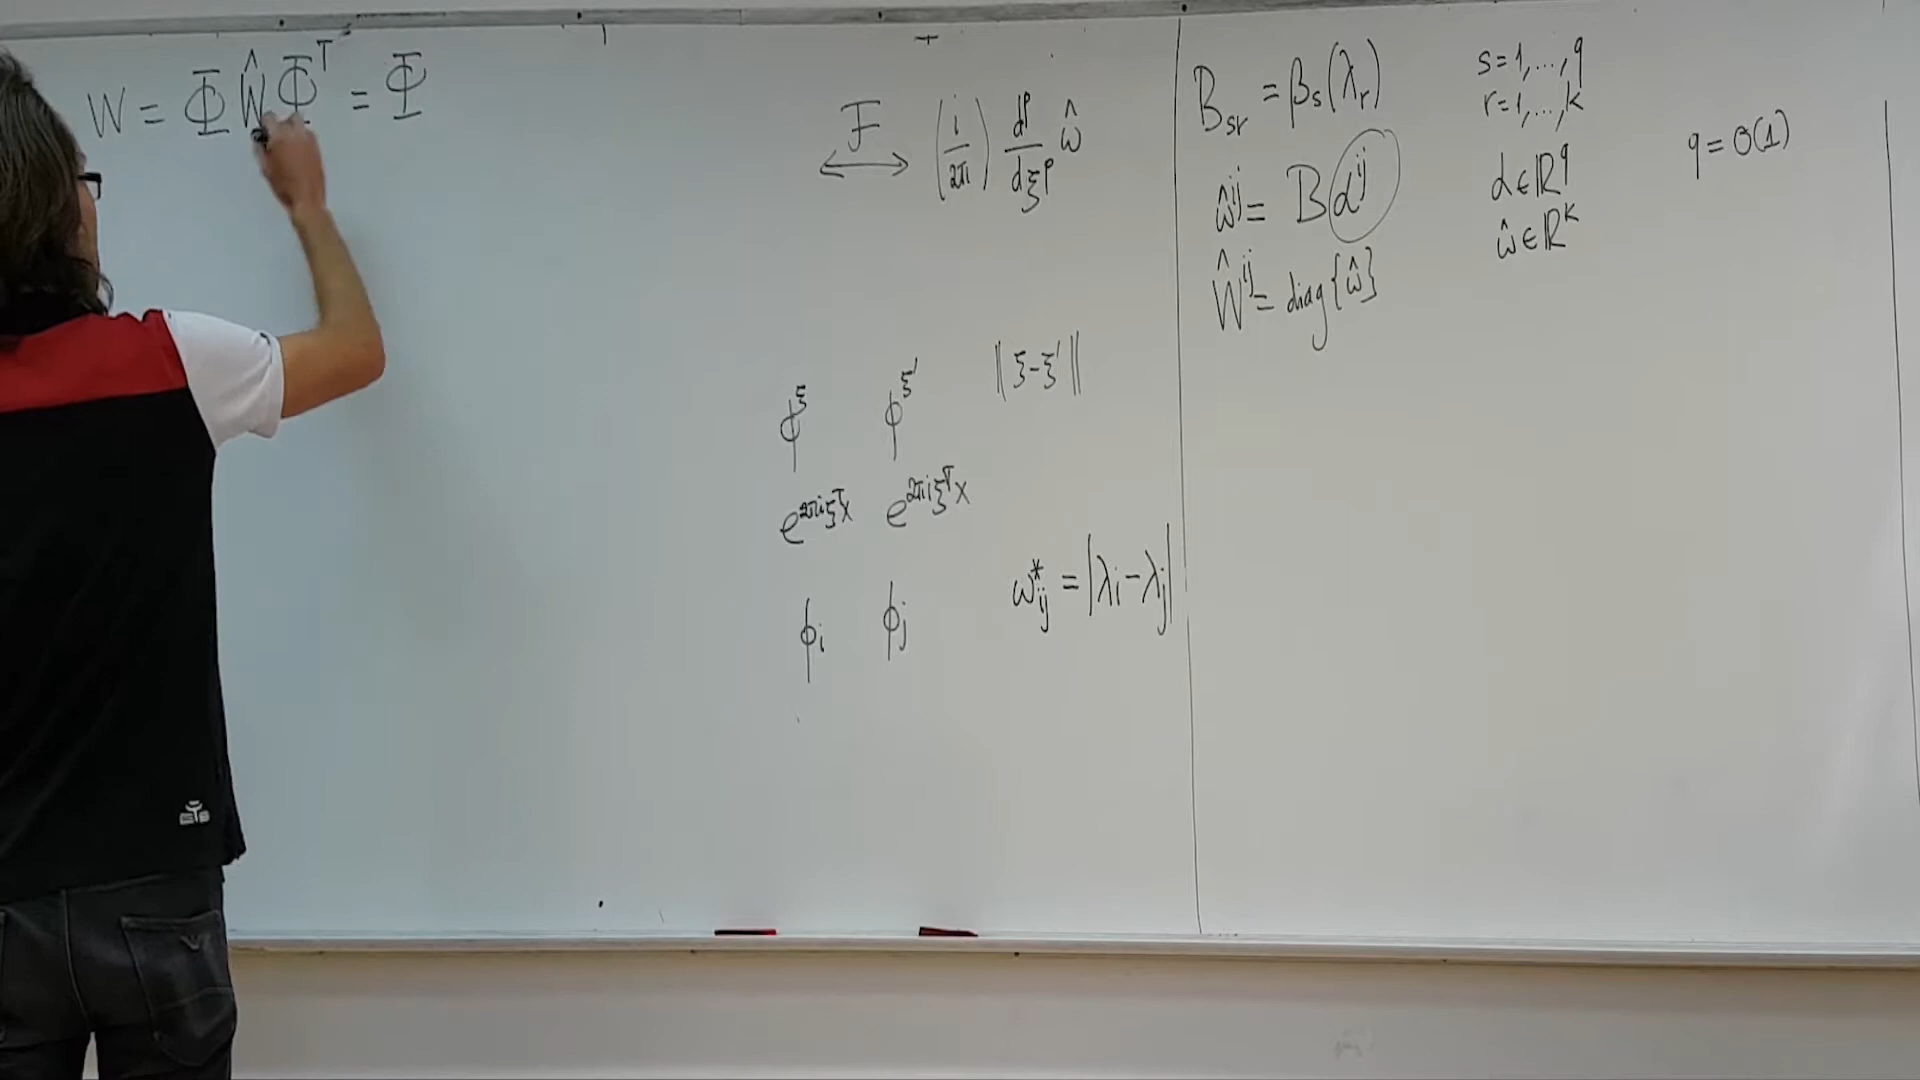 W = Φ Ŵ Φ^T = Φ
F ⟷ (i/2π) d^p/dξ^p ŵ
φ^ξ φ^ξ' ‖ξ-ξ'‖
e^{2πiξ^T x} e^{2πiξ'^T x}
φ_i φ_j w*_ij = |λ_i - λ_j|
B_sr = β_s(λ_r) s=1,...,q
r=1,...,k
ŵ^ij = B α^ij α∈ℝ^q
ŵ∈ℝ^k
Ŵ^ij = diag{ŵ}
q = O(1)